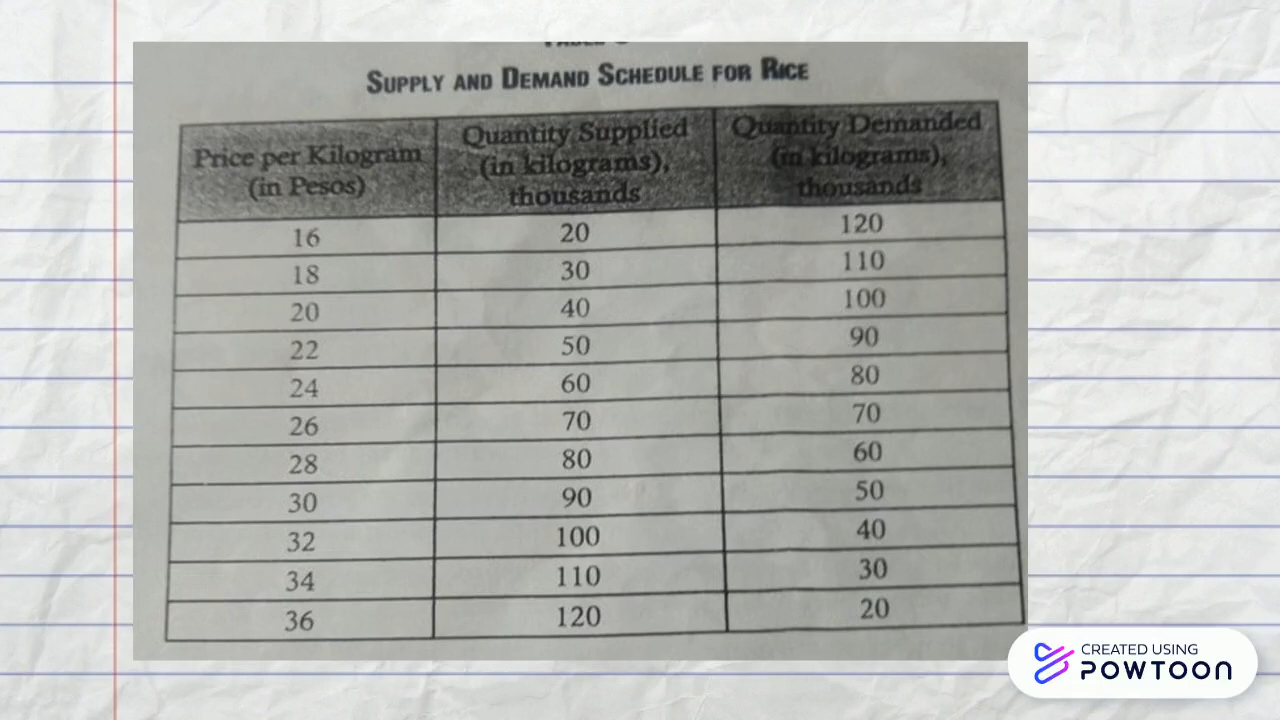 SUPPLY AND DEMAND SCHEDULE FOR RICE
Price per Kilogram (in Pesos) Quantity Supplied (in kilograms), thousands Quantity Demanded (in kilograms), thousands
16 20 120
18 30 110
20 40 100
22 50 90
24 60 80
26 70 70
28 80 60
30 90 50
32 100 40
34 110 30
36 120 20
CREATED USING
POWTOON